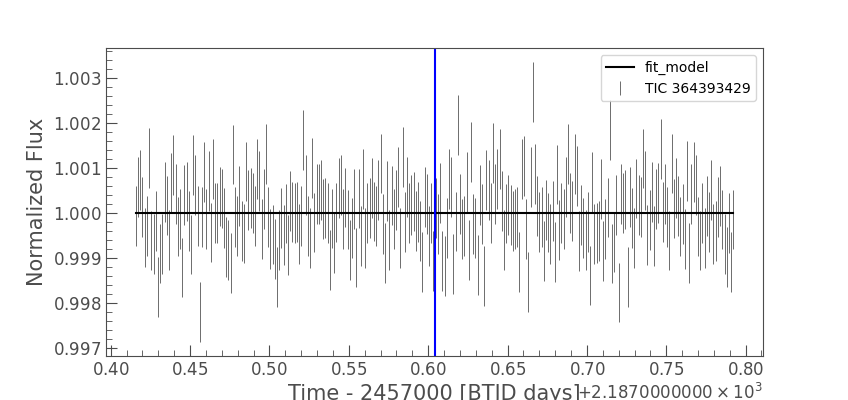 fit_model
TIC 364393429
Normalized Flux
1.003
1.002
1.001
1.000
0.999
0.998
0.997
0.40 0.45 0.50 0.55 0.60 0.65 0.70 0.75 0.80
Time - 2457000 [BTJD days]
+2.1870000000 × 10³